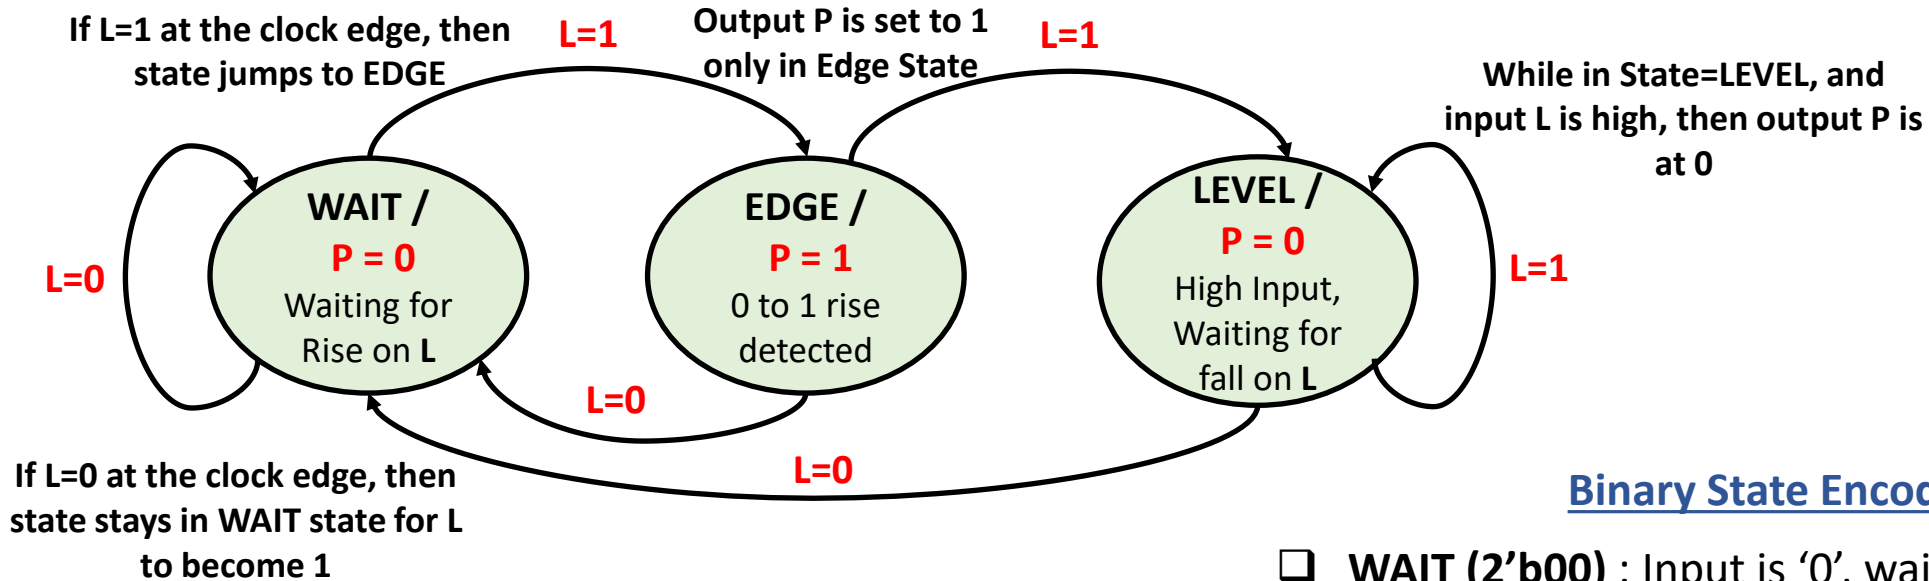 If L=1 at the clock edge, then
state jumps to EDGE
L=1
Output P is set to 1
only in Edge State
L=1
While in State=LEVEL, and
input L is high, then output P is
at 0
WAIT /
P = 0
Waiting for
Rise on L
EDGE /
P = 1
0 to 1 rise
detected
LEVEL /
P = 0
High Input,
Waiting for
fall on L
L=0
L=1
L=0
L=0
If L=0 at the clock edge, then
state stays in WAIT state for L
to become 1
Binary State
WAIT (2’b00) : Input is ‘0’,